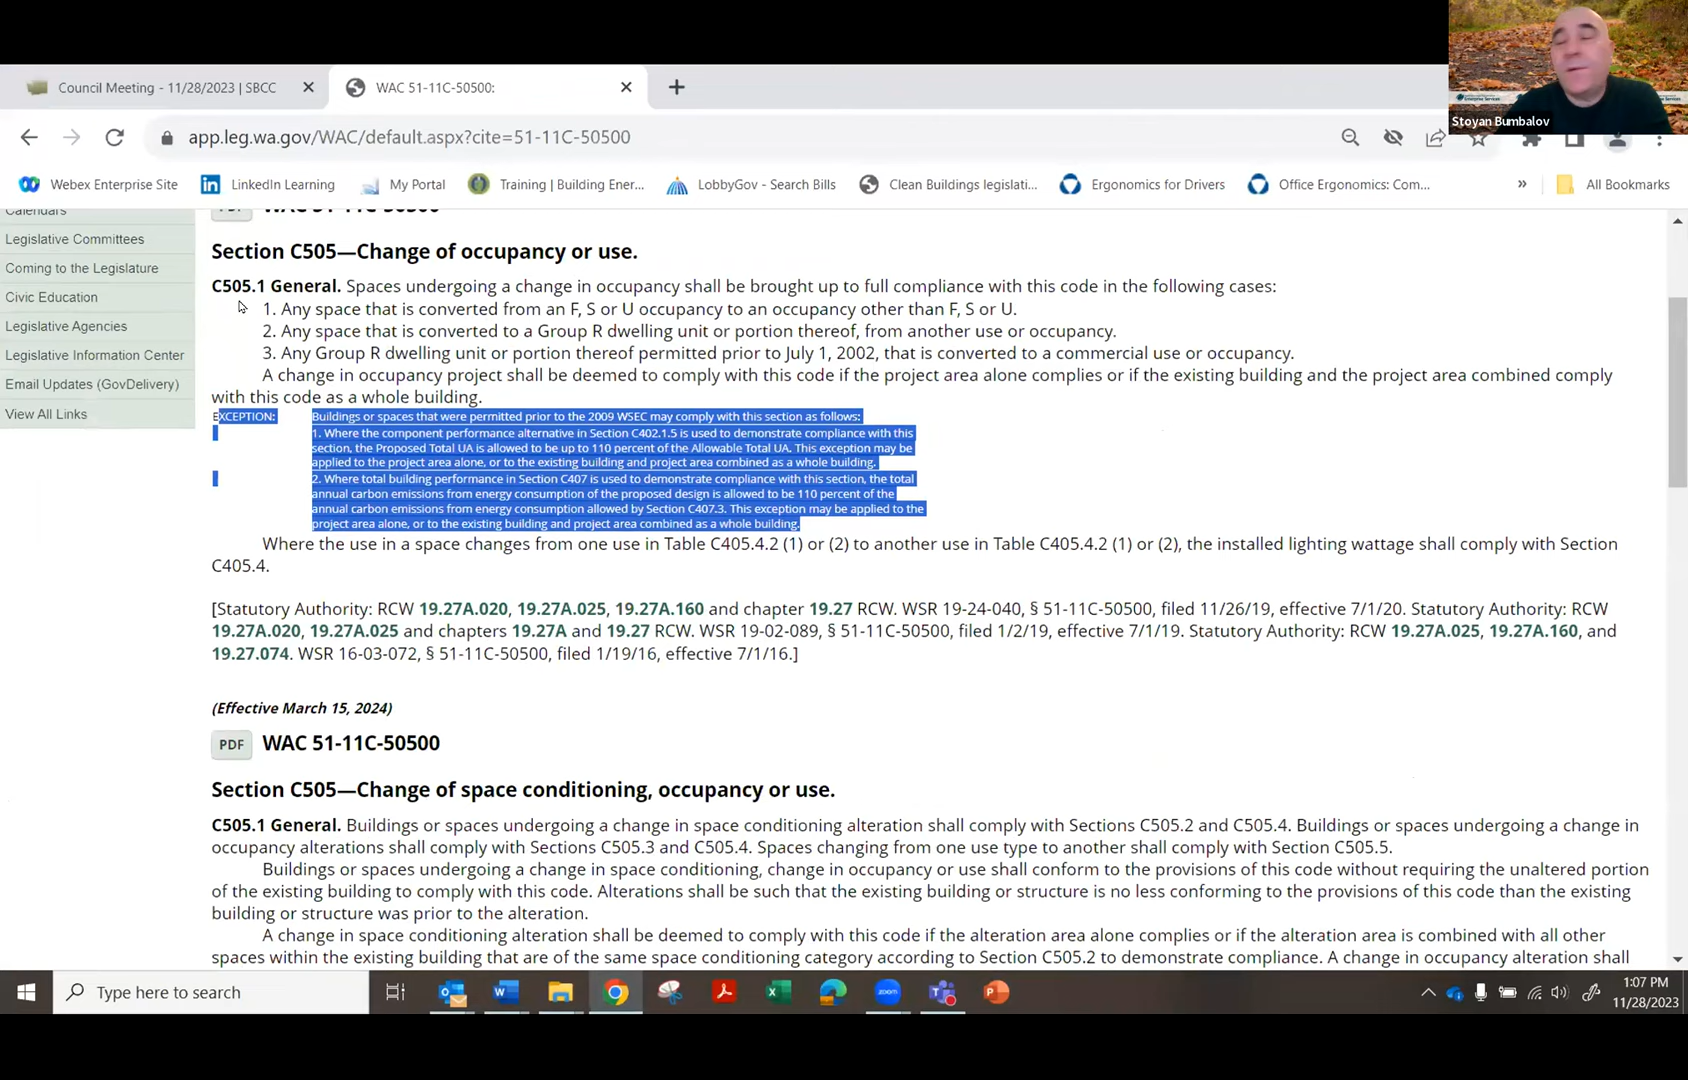 Council Meeting - 11/28/2023 | SBCC
WAC 51-11C-50500:
Stoyan Bumbalov
app.leg.wa.gov/WAC/default.aspx?cite=51-11C-50500
Webex Enterprise Site
LinkedIn Learning
My Portal
Training | Building Ener...
LobbyGov - Search Bills
Clean Buildings legislati...
Ergonomics for Drivers
Office Ergonomics: Com...
»
All Bookmarks
Calendars
Legislative Committees
Coming to the Legislature
Civic Education
Legislative Agencies
Legislative Information Center
Email Updates (GovDelivery)
View All Links
PDF WAC 51-11C-50500
Section C505—Change of occupancy or use.
C505.1 General. Spaces undergoing a change in occupancy shall be brought up to full compliance with this code in the following cases:
1. Any space that is converted from an F, S or U occupancy to an occupancy other than F, S or U.
2. Any space that is converted to a Group R dwelling unit or portion thereof, from another use or occupancy.
3. Any Group R dwelling unit or portion thereof permitted prior to July 1, 2002, that is converted to a commercial use or occupancy.
A change in occupancy project shall be deemed to comply with this code if the project area alone complies or if the existing building and the project area combined comply
with this code as a whole building.
EXCEPTION: Buildings or spaces that were permitted prior to the 2009 WSEC may comply with this section as follows:
1. Where the component performance alternative in Section C402.1.5 is used to demonstrate compliance with this
section, the Proposed Total UA is allowed to be up to 110 percent of the Allowable Total UA. This exception may be
applied to the project area alone, or to the existing building and project area combined as a whole building.
2. Where total building performance in Section C407 is used to demonstrate compliance with this section, the total
annual carbon emissions from energy consumption of the proposed design is allowed to be 110 percent of the
annual carbon emissions from energy consumption allowed by Section C407.3. This exception may be applied to the
project area alone, or to the existing building and project area combined as a whole building.
Where the use in a space changes from one use in Table C405.4.2 (1) or (2) to another use in Table C405.4.2 (1) or (2), the installed lighting wattage shall comply with Section
C405.4.
[Statutory Authority: RCW 19.27A.020, 19.27A.025, 19.27A.160 and chapter 19.27 RCW. WSR 19-24-040, § 51-11C-50500, filed 11/26/19, effective 7/1/20. Statutory Authority: RCW
19.27A.020, 19.27A.025 and chapters 19.27A and 19.27 RCW. WSR 19-02-089, § 51-11C-50500, filed 1/2/19, effective 7/1/19. Statutory Authority: RCW 19.27A.025, 19.27A.160, and
19.27.074. WSR 16-03-072, § 51-11C-50500, filed 1/19/16, effective 7/1/16.]
(Effective March 15, 2024)
PDF WAC 51-11C-50500
Section C505—Change of space conditioning, occupancy or use.
C505.1 General. Buildings or spaces undergoing a change in space conditioning alteration shall comply with Sections C505.2 and C505.4. Buildings or spaces undergoing a change in
occupancy alterations shall comply with Sections C505.3 and C505.4. Spaces changing from one use type to another shall comply with Section C505.5.
Buildings or spaces undergoing a change in space conditioning, change in occupancy or use shall conform to the provisions of this code without requiring the unaltered portion
of the existing building to comply with this code. Alterations shall be such that the existing building or structure is no less conforming to the provisions of this code than the existing
building or structure was prior to the alteration.
A change in space conditioning alteration shall be deemed to comply with this code if the alteration area alone complies or if the alteration area is combined with all other
spaces within the existing building that are of the same space conditioning category according to Section C505.2 to demonstrate compliance. A change in occupancy alteration shall
Type here to search
zoom
1:07 PM
11/28/2023